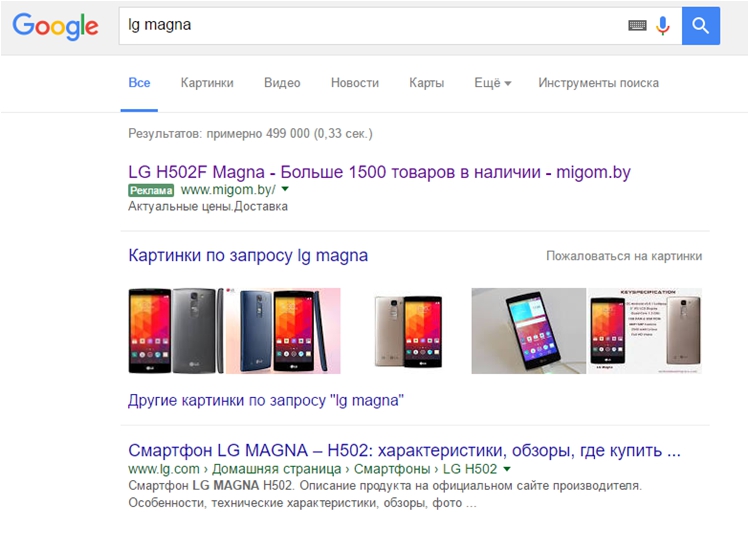 Google
lg magna
Все Картинки Видео Новости Карты Ещё Инструменты поиска
Результатов: примерно 499 000 (0,33 сек.)
LG H502F Magna - Больше 1500 товаров в наличии - migom.by
Реклама www.migom.by/
Актуальные цены.Доставка
Картинки по запросу lg magna
Пожаловаться на картинки
KEYSPECIFICATION
LG Magna
Другие картинки по запросу "lg magna"
Смартфон LG MAGNA – H502: характеристики, обзоры, где купить ...
www.lg.com › Домашняя страница › Смартфоны › LG H502
Смартфон LG MAGNA H502. Описание продукта на официальном сайте производителя.
Особенности, технические характеристики, обзоры, фото ...